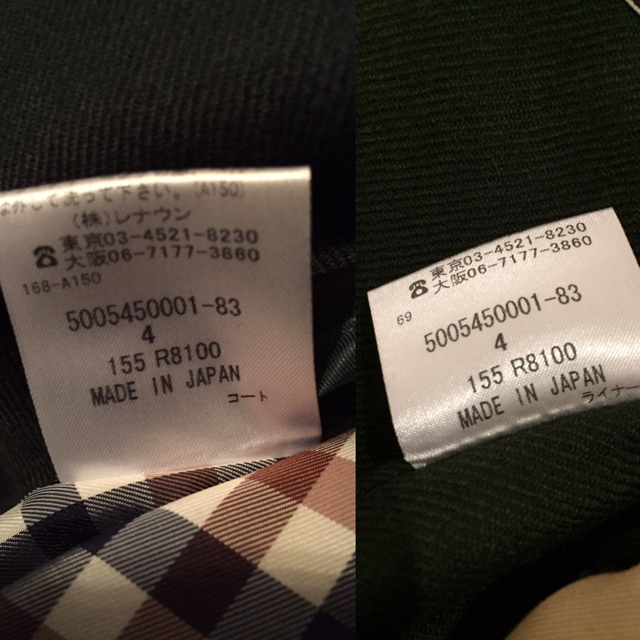 外して洗って下さい。(A150)
(株)レナウン
☎東京03-4521-8230
大阪06-7177-3860
168-A150
5005450001-83
4
155 R8100
MADE IN JAPAN
コート
☎東京03-4521-8230
大阪06-7177-3860
69
5005450001-83
4
155 R8100
MADE IN JAPAN
ライナー